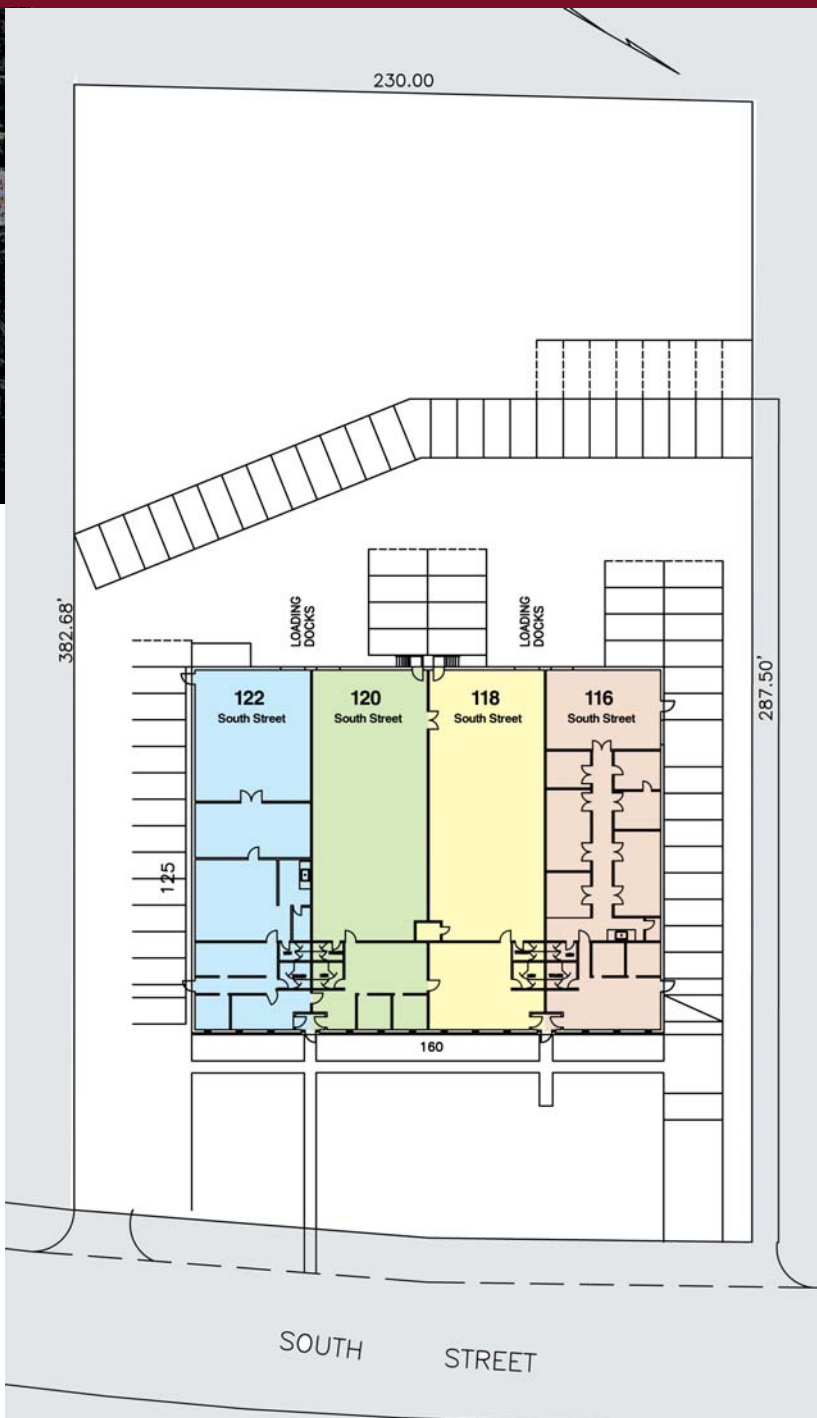 230.00
382.68'
287.50'
LOADING
DOCKS
LOADING
DOCKS
122
South Street
120
South Street
118
South Street
116
South Street
125
160
SOUTH STREET